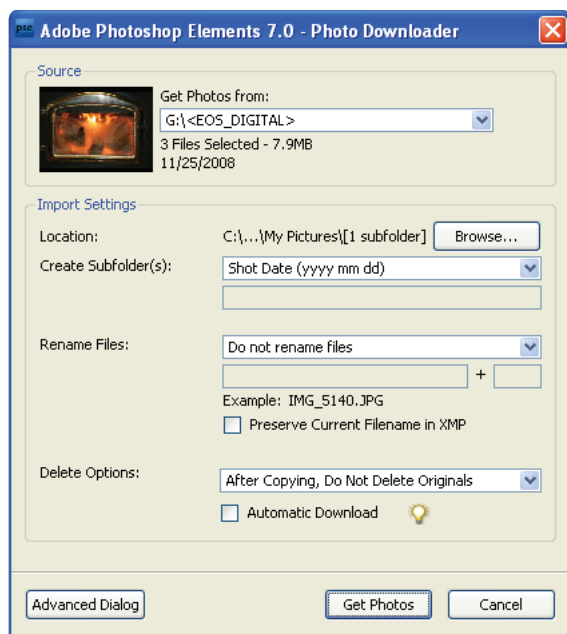 pse Adobe Photoshop Elements 7.0 - Photo Downloader
Source
Get Photos from:
G:\<EOS_DIGITAL>
3 Files Selected - 7.9MB
11/25/2008
Import Settings
Location: C:\...\My Pictures\[1 subfolder] Browse...
Create Subfolder(s): Shot Date (yyyy mm dd)
Rename Files: Do not rename files
+
Example: IMG_5140.JPG
Preserve Current Filename in XMP
Delete Options: After Copying, Do Not Delete Originals
Automatic Download
Advanced Dialog Get Photos Cancel